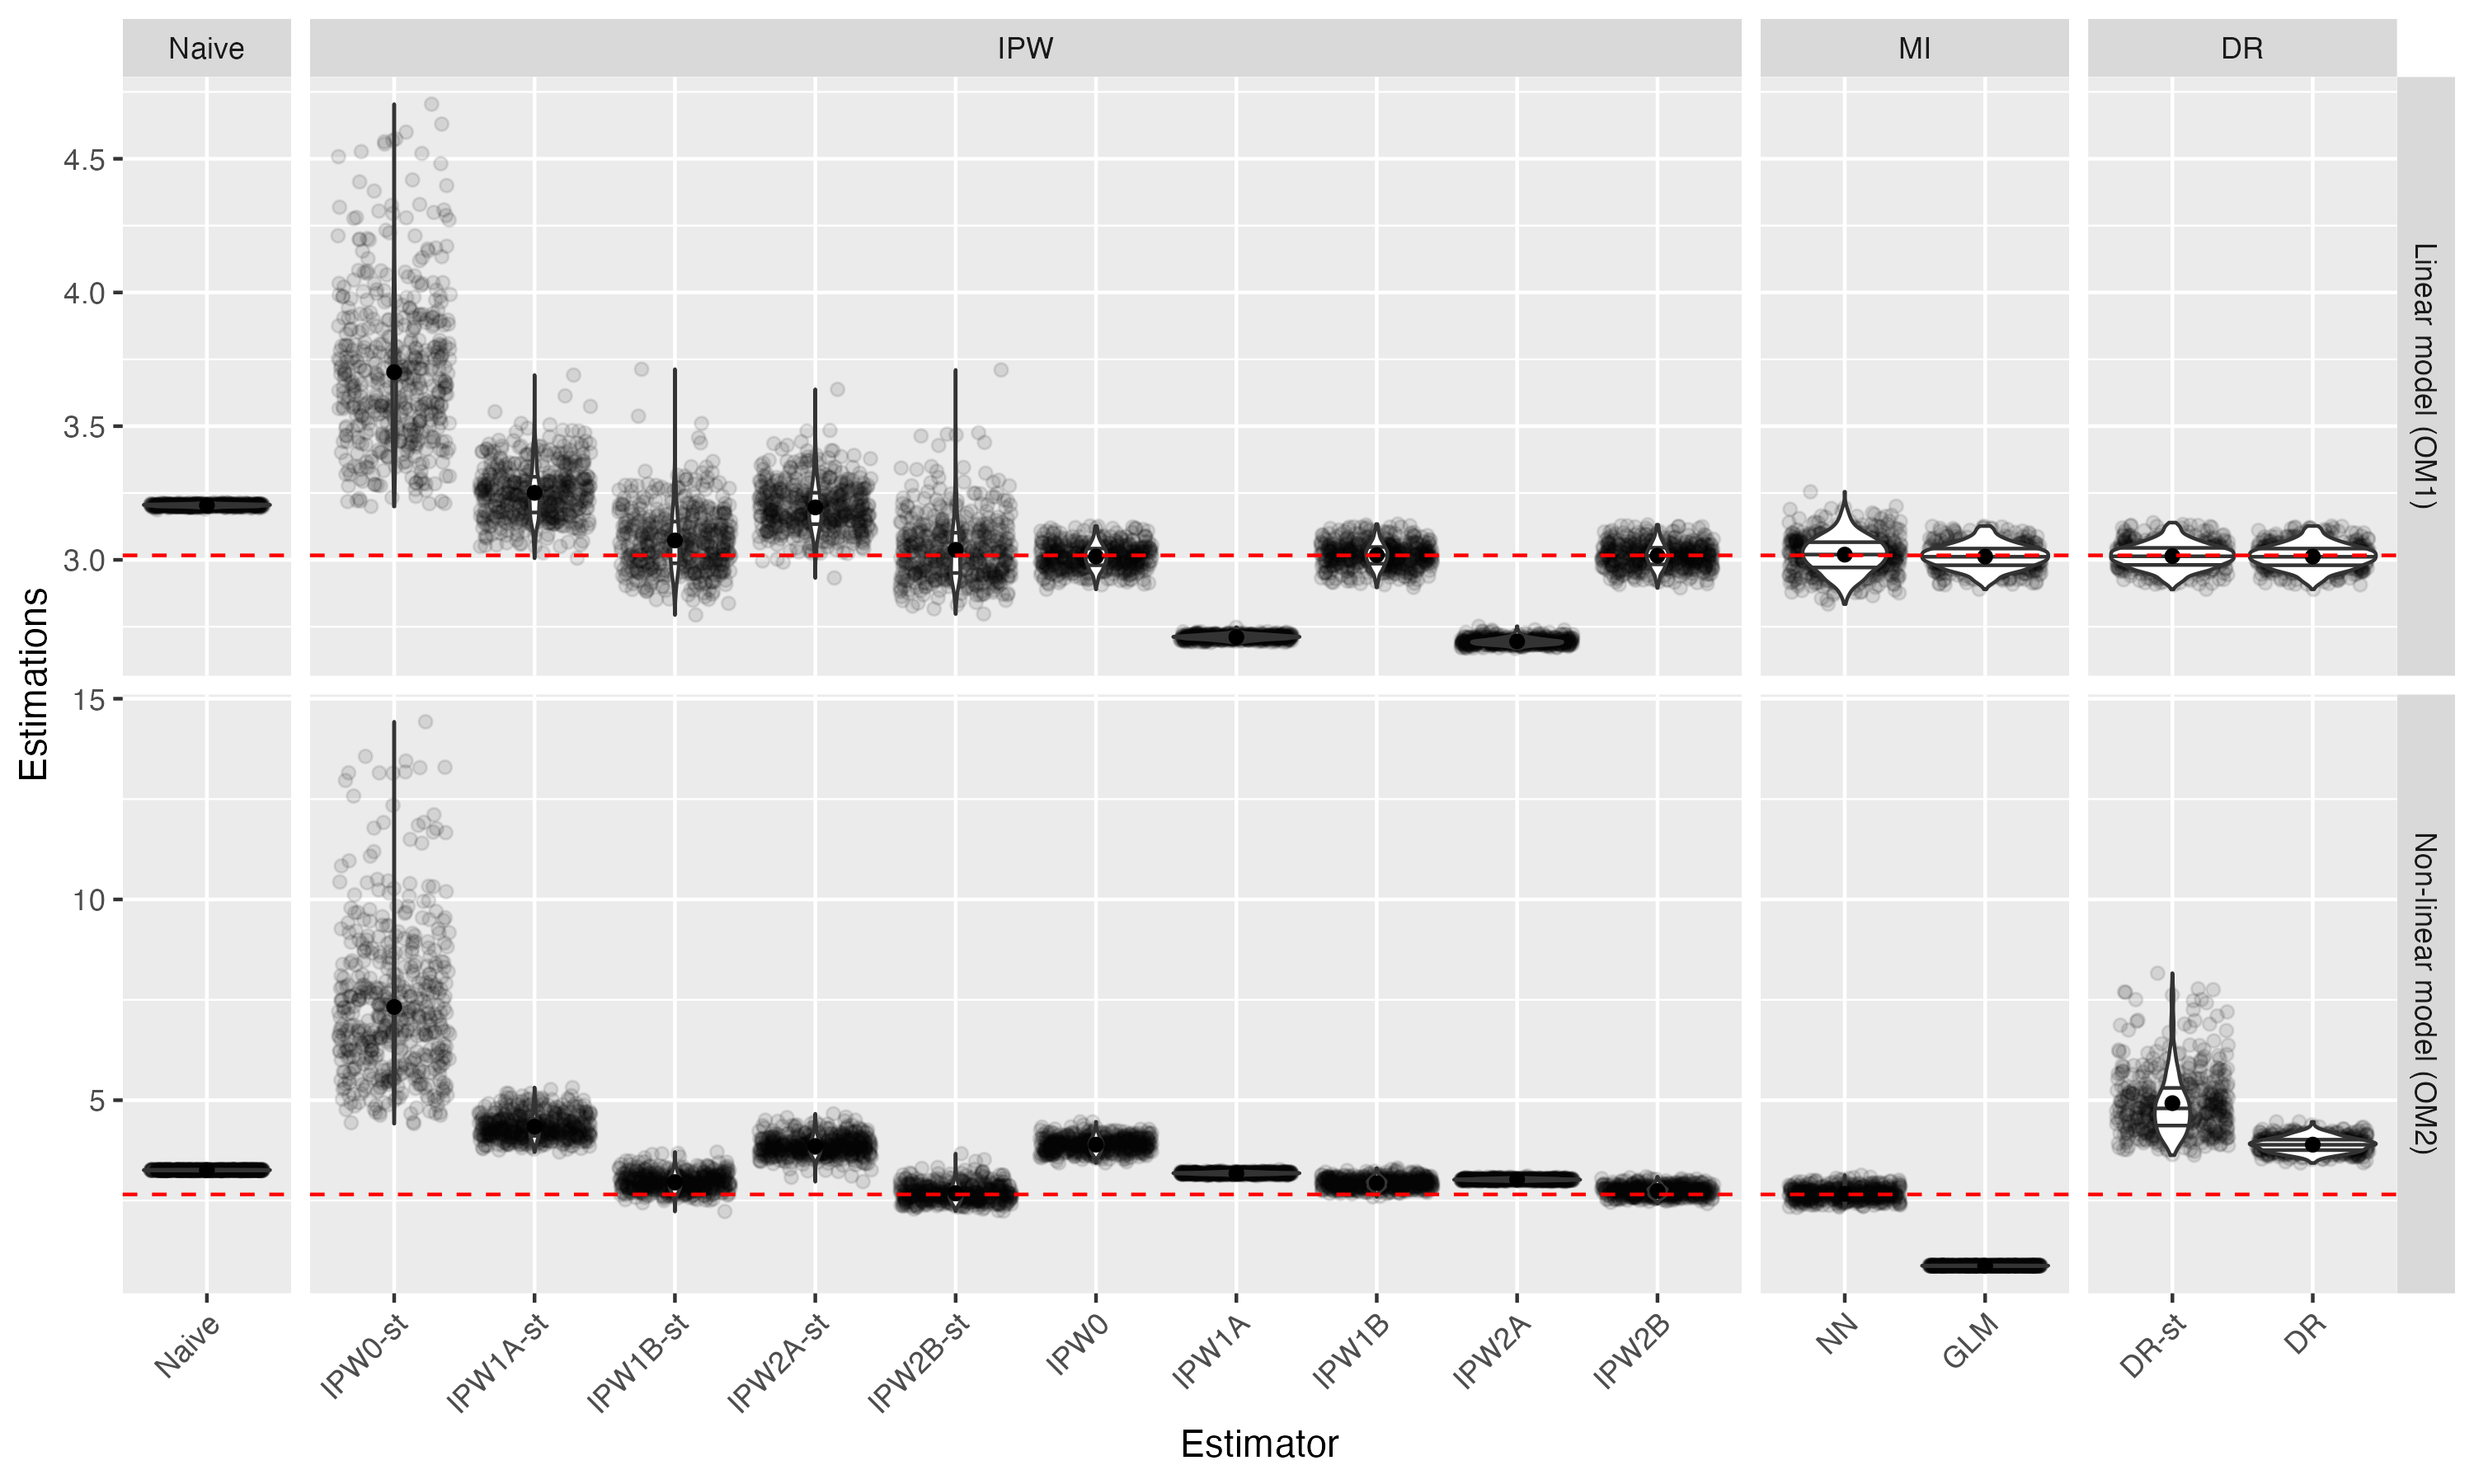 Naive
IPW
MI
DR
Estimations
4.5
4.0
3.5
3.0
Linear model (OM1)
15
10
5
Non-linear model (OM2)
Naive
IPW0-st
IPW1A-st
IPW1B-st
IPW2A-st
IPW2B-st
IPW0
IPW1A
IPW1B
IPW2A
IPW2B
NN
GLM
DR-st
DR
Estimator